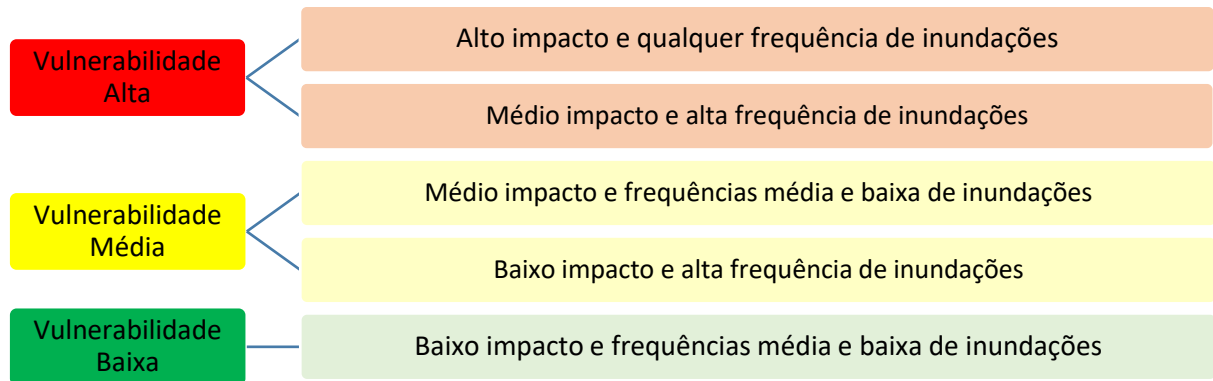 Vulnerabilidade
Alta
Alto impacto e qualquer frequência de inundações
Médio impacto e alta frequência de inundações
Vulnerabilidade
Média
Médio impacto e frequências média e baixa de inundações
Baixo impacto e alta frequência de inundações
Vulnerabilidade
Baixa
Baixo impacto e frequências média e baixa de inundações